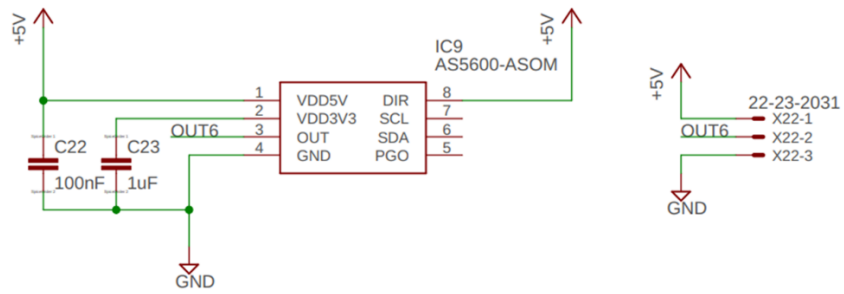 +5V
+5V
IC9
AS5600-ASOM
+5V
22-23-2031
1 VDD5V DIR 8
X22-1
2 VDD3V3 SCL 7
OUT6 3 OUT SDA 6
OUT6 X22-2
4 GND PGO 5
X22-3
C22 C23
100nF 1uF
GND
GND